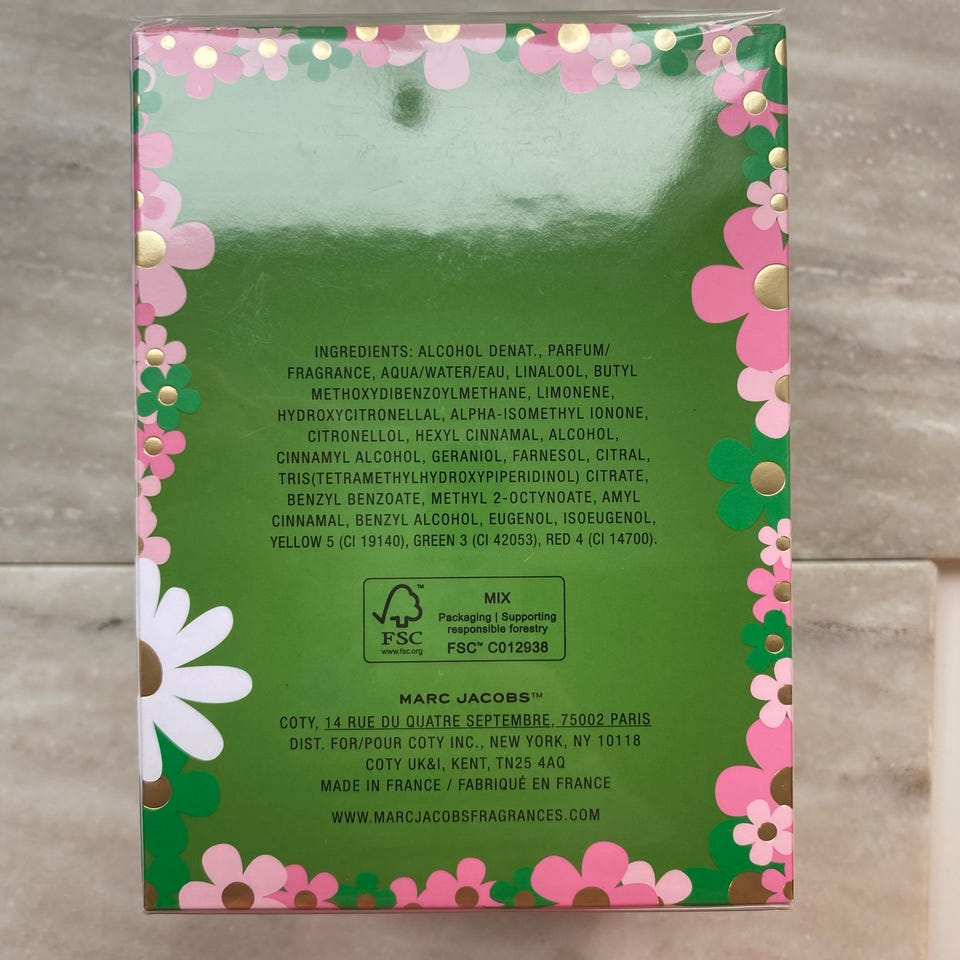 INGREDIENTS: ALCOHOL DENAT., PARFUM/
FRAGRANCE, AQUA/WATER/EAU, LINALOOL, BUTYL
METHOXYDIBENZOYLMETHANE, LIMONENE,
HYDROXYCITRONELLAL, ALPHA-ISOMETHYL IONONE,
CITRONELLOL, HEXYL CINNAMAL, ALCOHOL,
CINNAMYL ALCOHOL, GERANIOL, FARNESOL, CITRAL,
TRIS(TETRAMETHYLHYDROXYPIPERIDINOL) CITRATE,
BENZYL BENZOATE, METHYL 2-OCTYNOATE, AMYL
CINNAMAL, BENZYL ALCOHOL, EUGENOL, ISOEUGENOL,
YELLOW 5 (CI 19140), GREEN 3 (CI 42053), RED 4 (CI 14700).
TM
FSC
www.fsc.org
MIX
Packaging | Supporting
responsible forestry
FSC™ C012938
MARC JACOBS™
COTY, 14 RUE DU QUATRE SEPTEMBRE, 75002 PARIS
DIST. FOR/POUR COTY INC., NEW YORK, NY 10118
COTY UK&I, KENT, TN25 4AQ
MADE IN FRANCE / FABRIQUÉ EN FRANCE
WWW.MARCJACOBSFRAGRANCES.COM